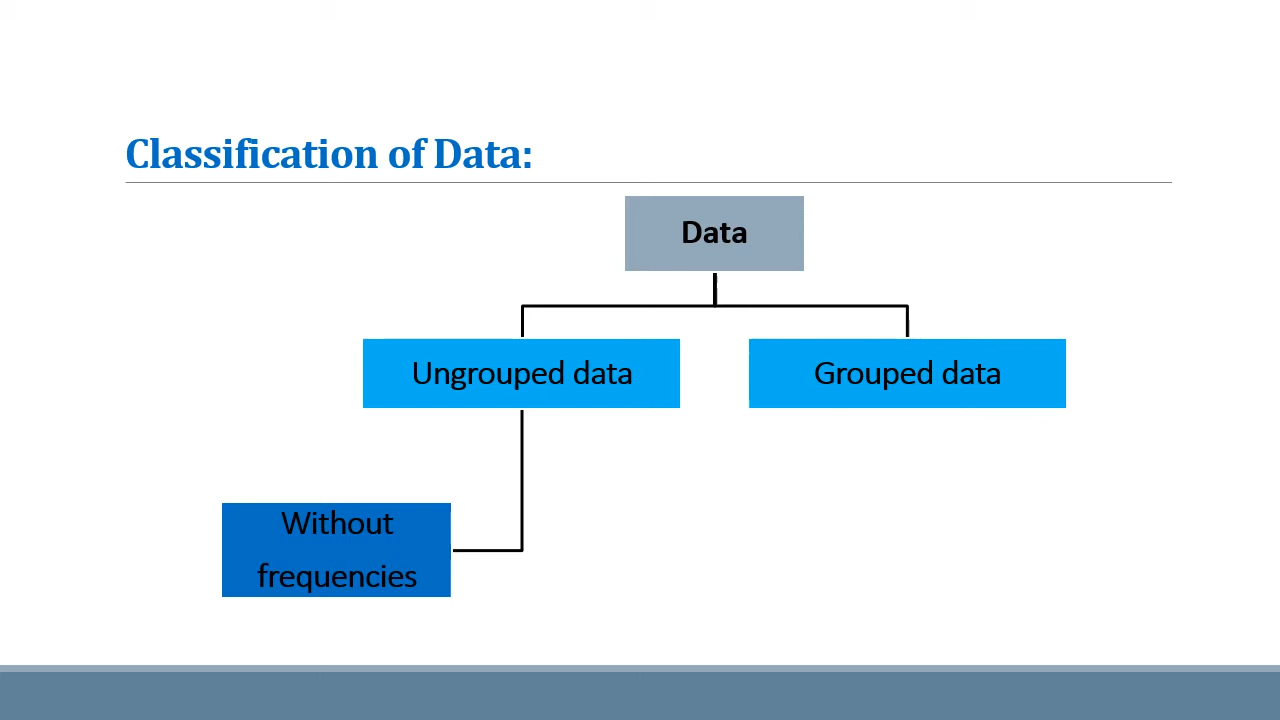 Classification of Data:
Data
Ungrouped data
Grouped data
Without
frequencies